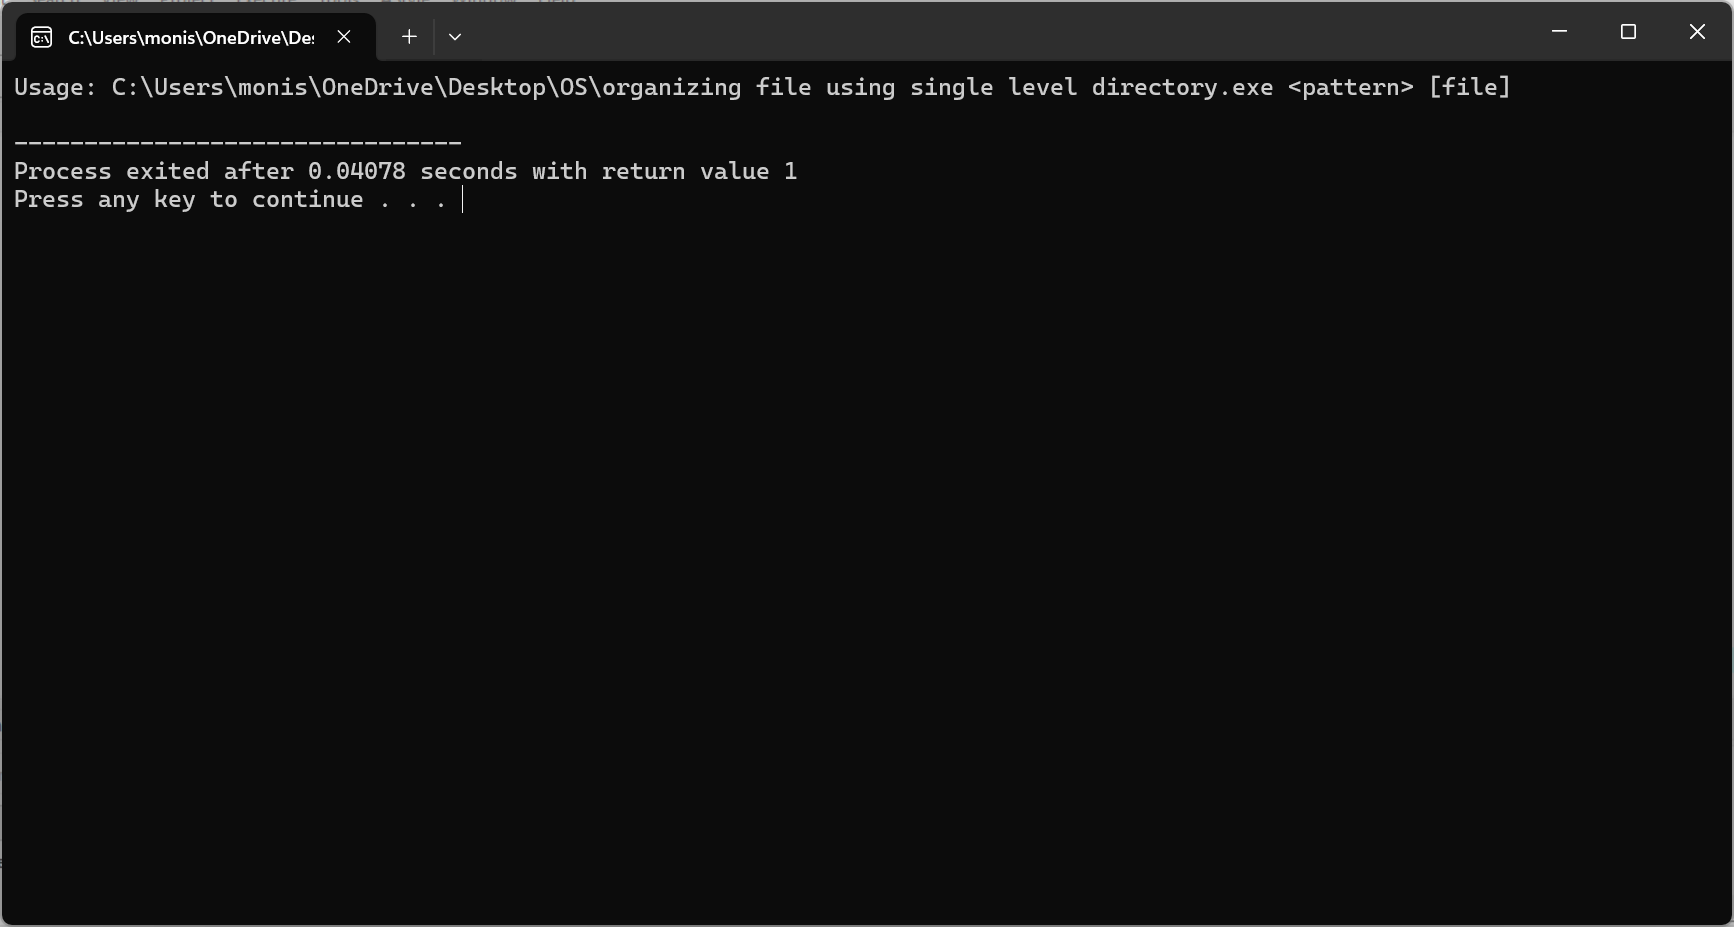 C:\Users\monis\OneDrive\Des
Usage: C:\Users\monis\OneDrive\Desktop\OS\organizing file using single level directory.exe <pattern> [file]
--------------------------------
Process exited after 0.04078 seconds with return value 1
Press any key to continue . . .